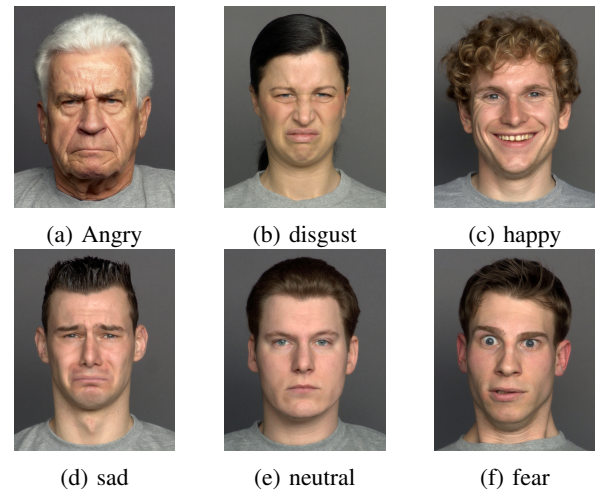 (a) Angry
(b) disgust
(c) happy
(d) sad
(e) neutral
(f) fear